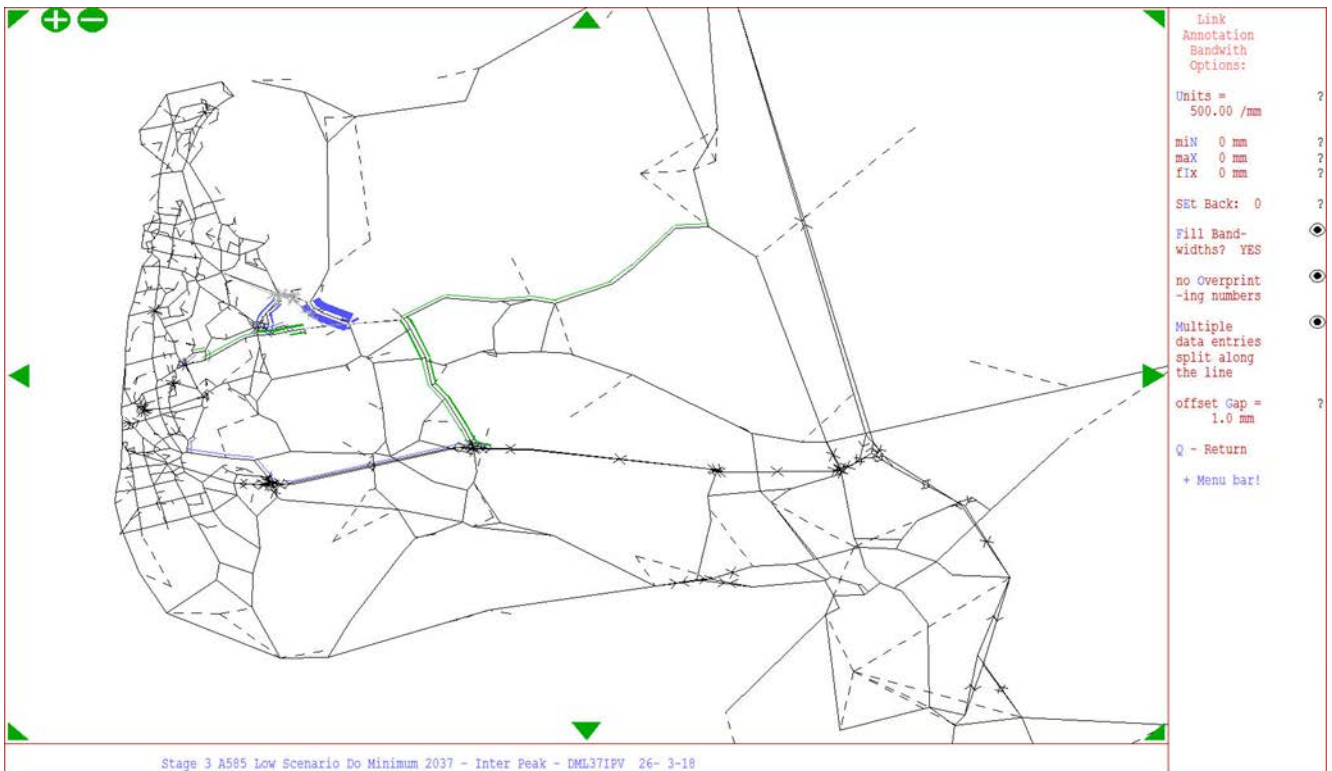 Link
Annotation
Bandwith
Options:
Units = ?
500.00 /mm
miN 0 mm ?
maX 0 mm ?
fIx 0 mm ?
SEt Back: 0 ?
Fill Band-
widths? YES
no Overprint
-ing numbers
Multiple
data entries
split along
the line
offset Gap = ?
1.0 mm
Q - Return
+ Menu bar!
Stage 3 A585 Low Scenario Do Minimum 2037 - Inter Peak - DML37IPV 26- 3-18